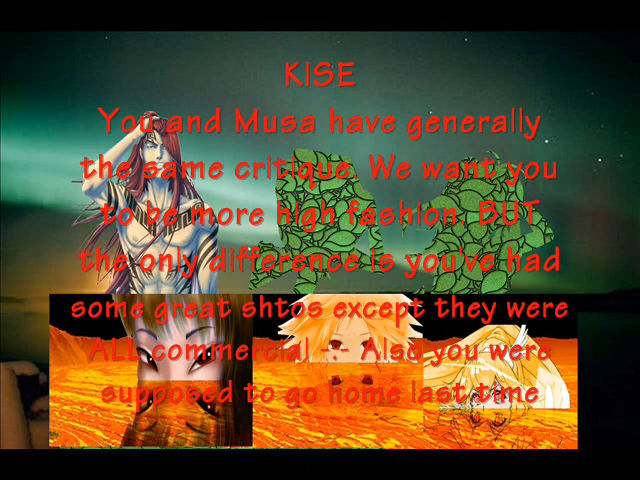 KISE
You and Musa have generally
the same critique. We want you
to be more high fashion. BUT
the only difference is you've had
some great shtos except they were
ALL commercial -.- Also you were
supposed to go home last time